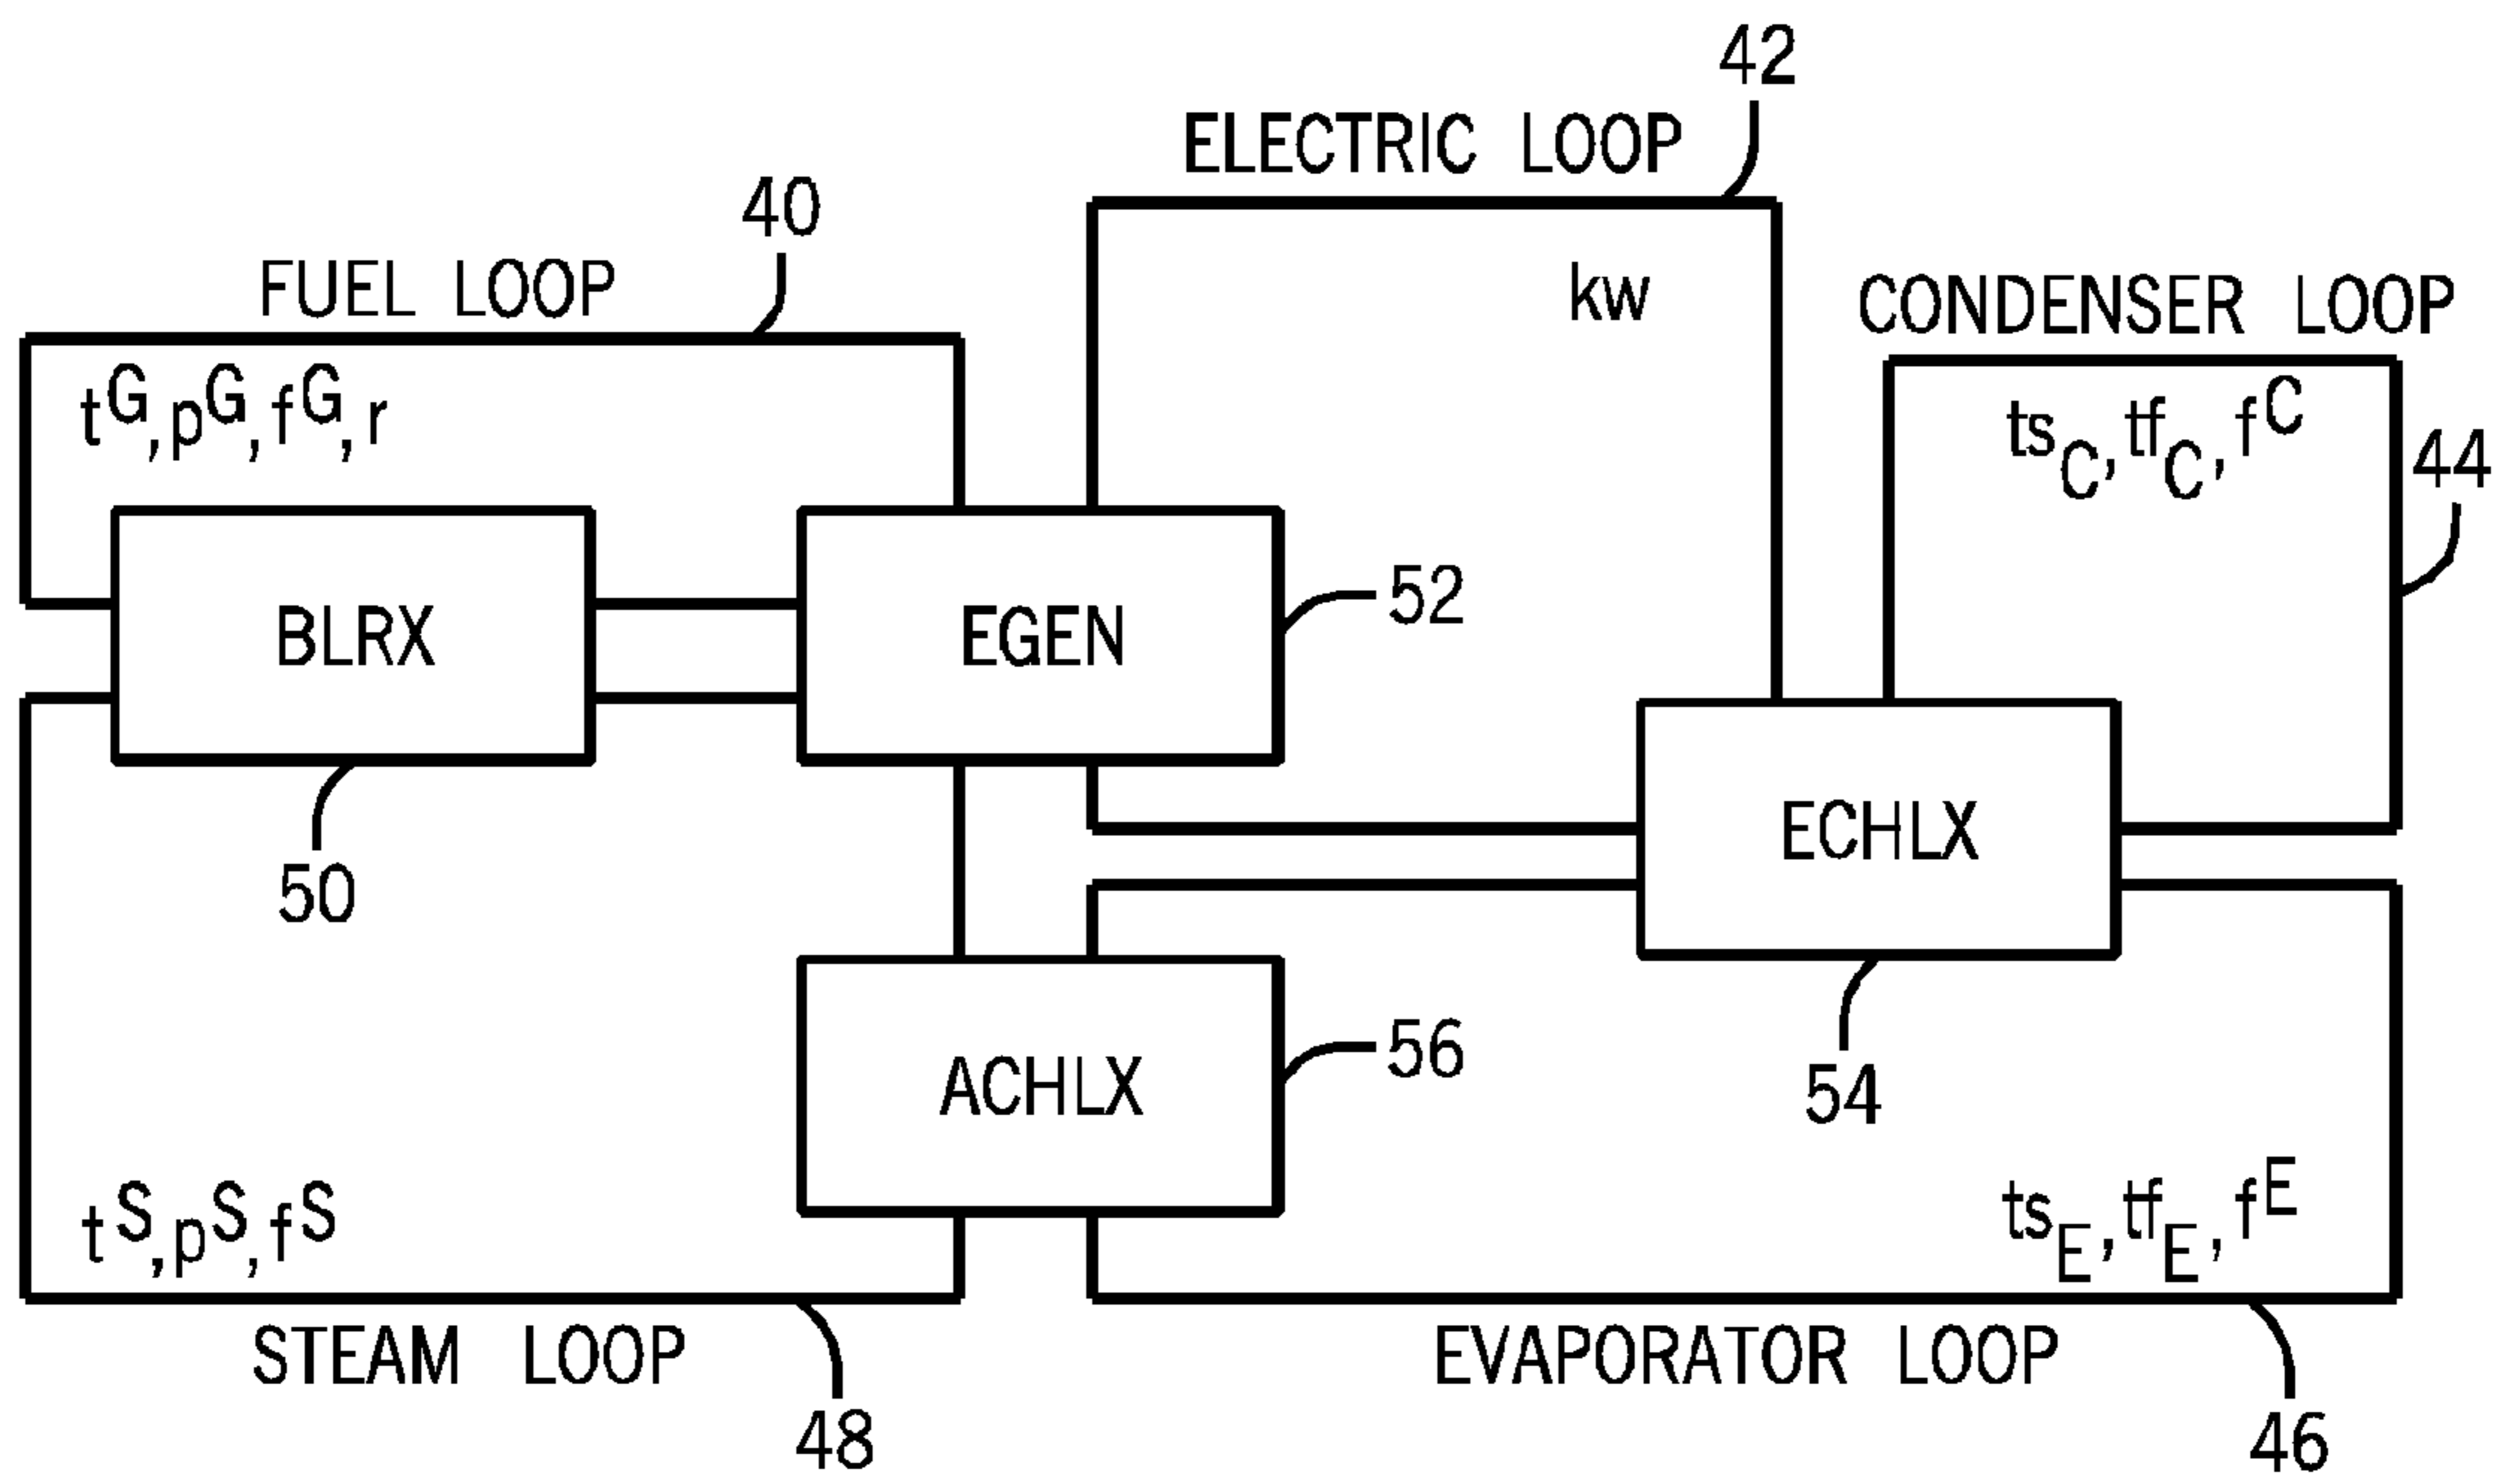 42
ELECTRIC LOOP
40
FUEL LOOP
kw
CONDENSER LOOP
tG,pG,fG,r
tsC,tfC,fC
44
BLRX
EGEN
52
50
ECHLX
ACHLX
56
54
tS,pS,fS
tsE,tfE,fE
STEAM LOOP
EVAPORATOR LOOP
48
46